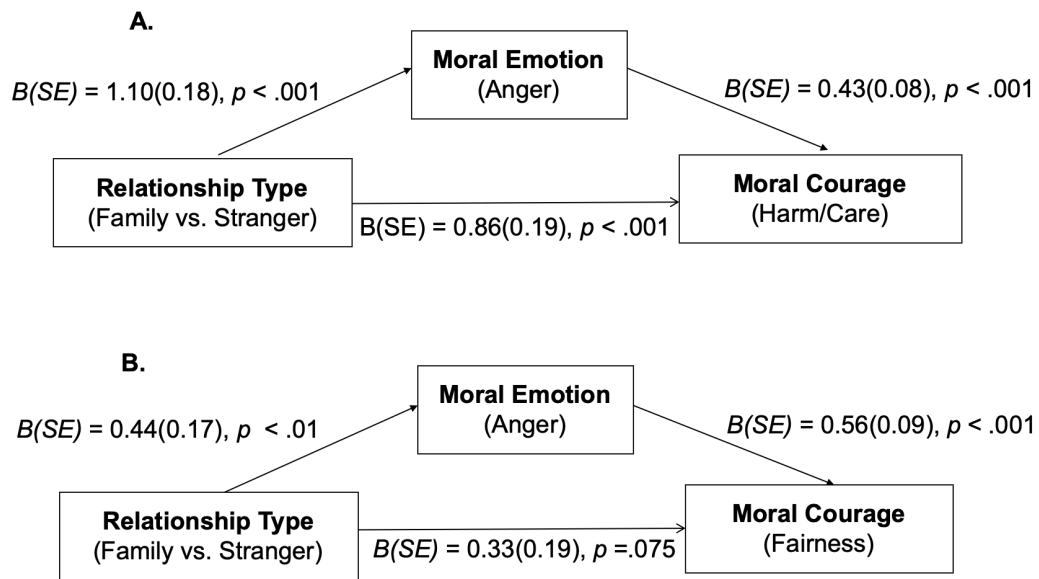 A.
Moral Emotion
(Anger)
B(SE) = 1.10(0.18), p < .001
B(SE) = 0.43(0.08), p < .001
Relationship Type
(Family vs. Stranger)
Moral Courage
(Harm/Care)
B(SE) = 0.86(0.19), p < .001
B.
Moral Emotion
(Anger)
B(SE) = 0.44(0.17), p < .01
B(SE) = 0.56(0.09), p < .001
Relationship Type
(Family vs. Stranger)
Moral Courage
(Fairness)
B(SE) = 0.33(0.19), p =.075